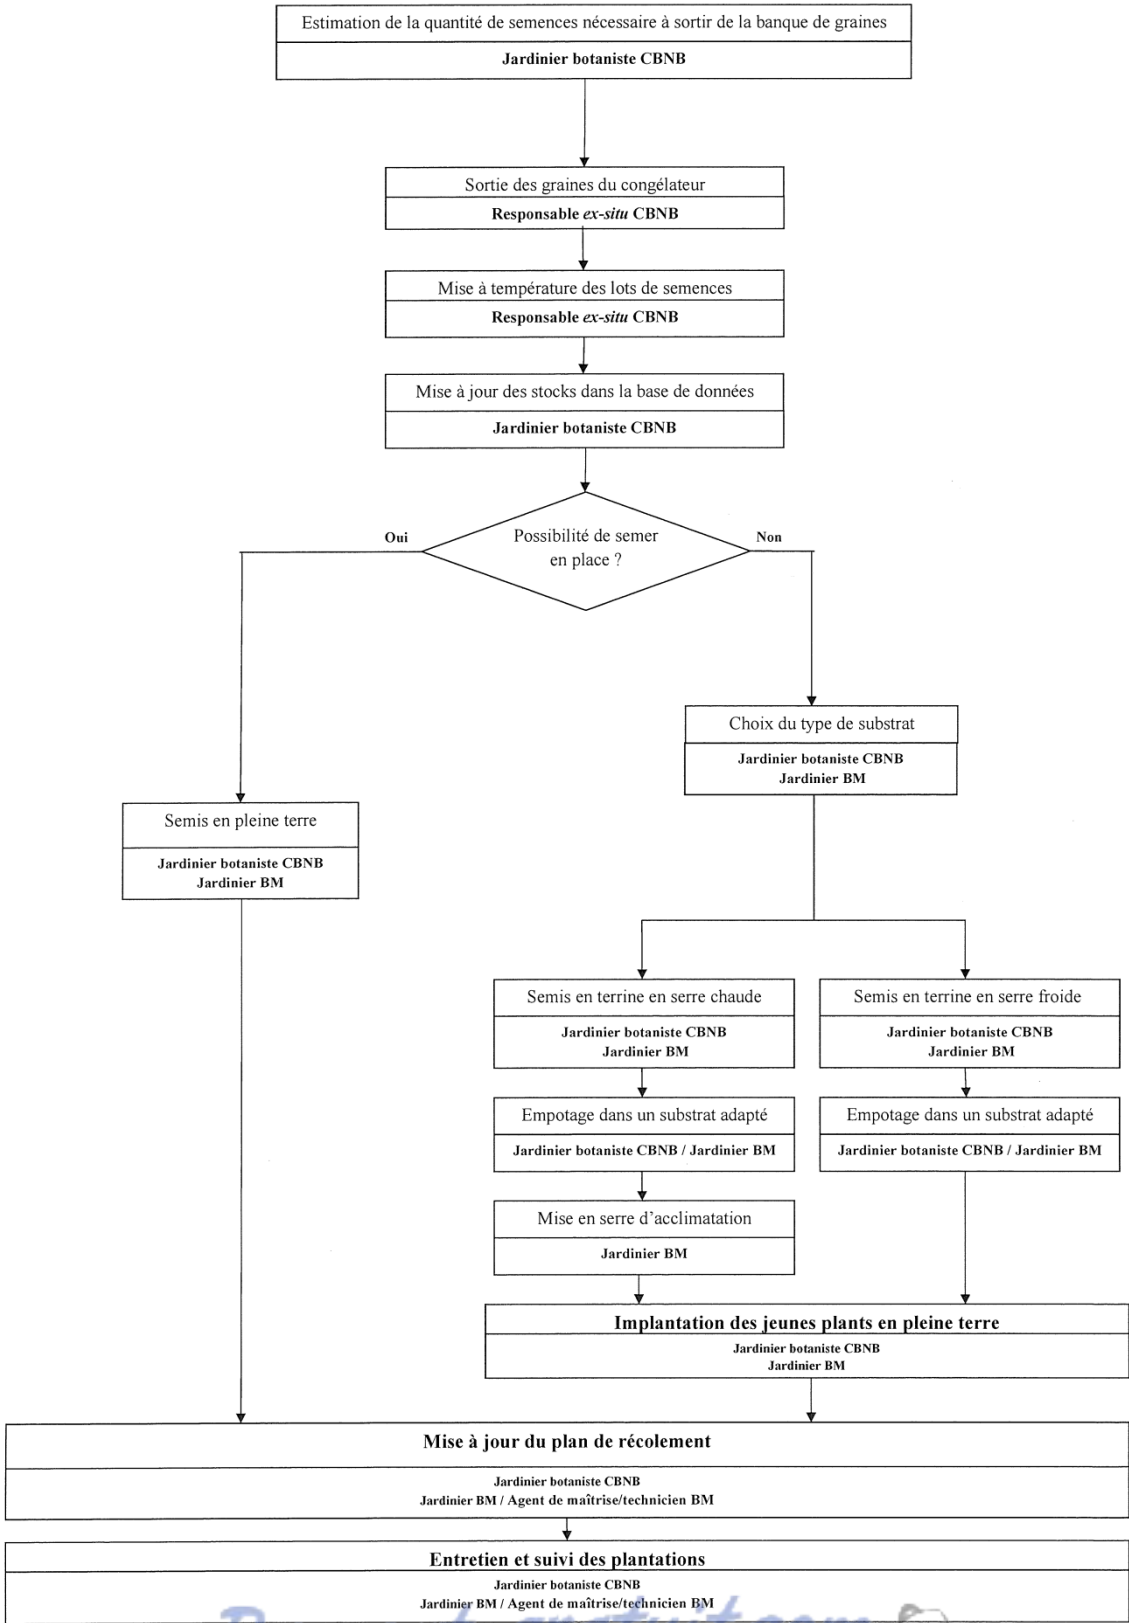 Estimation de la quantité de semences nécessaire à sortir de la banque de graines
Jardinier botaniste CBNB
Sortie des graines du congélateur
Responsable ex-situ CBNB
Mise à température des lots de semences
Responsable ex-situ CBNB
Mise à jour des stocks dans la base de données
Jardinier botaniste CBNB
Possibilité de semer
en place ?
Oui
Non
Choix du type de substrat
Jardinier botaniste CBNB
Jardinier BM
Semis en pleine terre
Jardinier botaniste CBNB
Jardinier BM
Semis en terrine en serre chaude
Jardinier botaniste CBNB
Jardinier BM
Semis en terrine en serre froide
Jardinier botaniste CBNB
Jardinier BM
Empotage dans un substrat adapté
Jardinier botaniste CBNB / Jardinier BM
Empotage dans un substrat adapté
Jardinier botaniste CBNB / Jardinier BM
Mise en serre d'acclimatation
Jardinier BM
Implantation des jeunes plants en pleine terre
Jardinier botaniste CBNB
Jardinier BM
Mise à jour du plan de récolement
Jardinier botaniste CBNB
Jardinier BM / Agent de maîtrise/technicien BM
Entretien et suivi des plantations
Jardinier botaniste CBNB
Jardinier BM / Agent de maîtrise/technicien BM